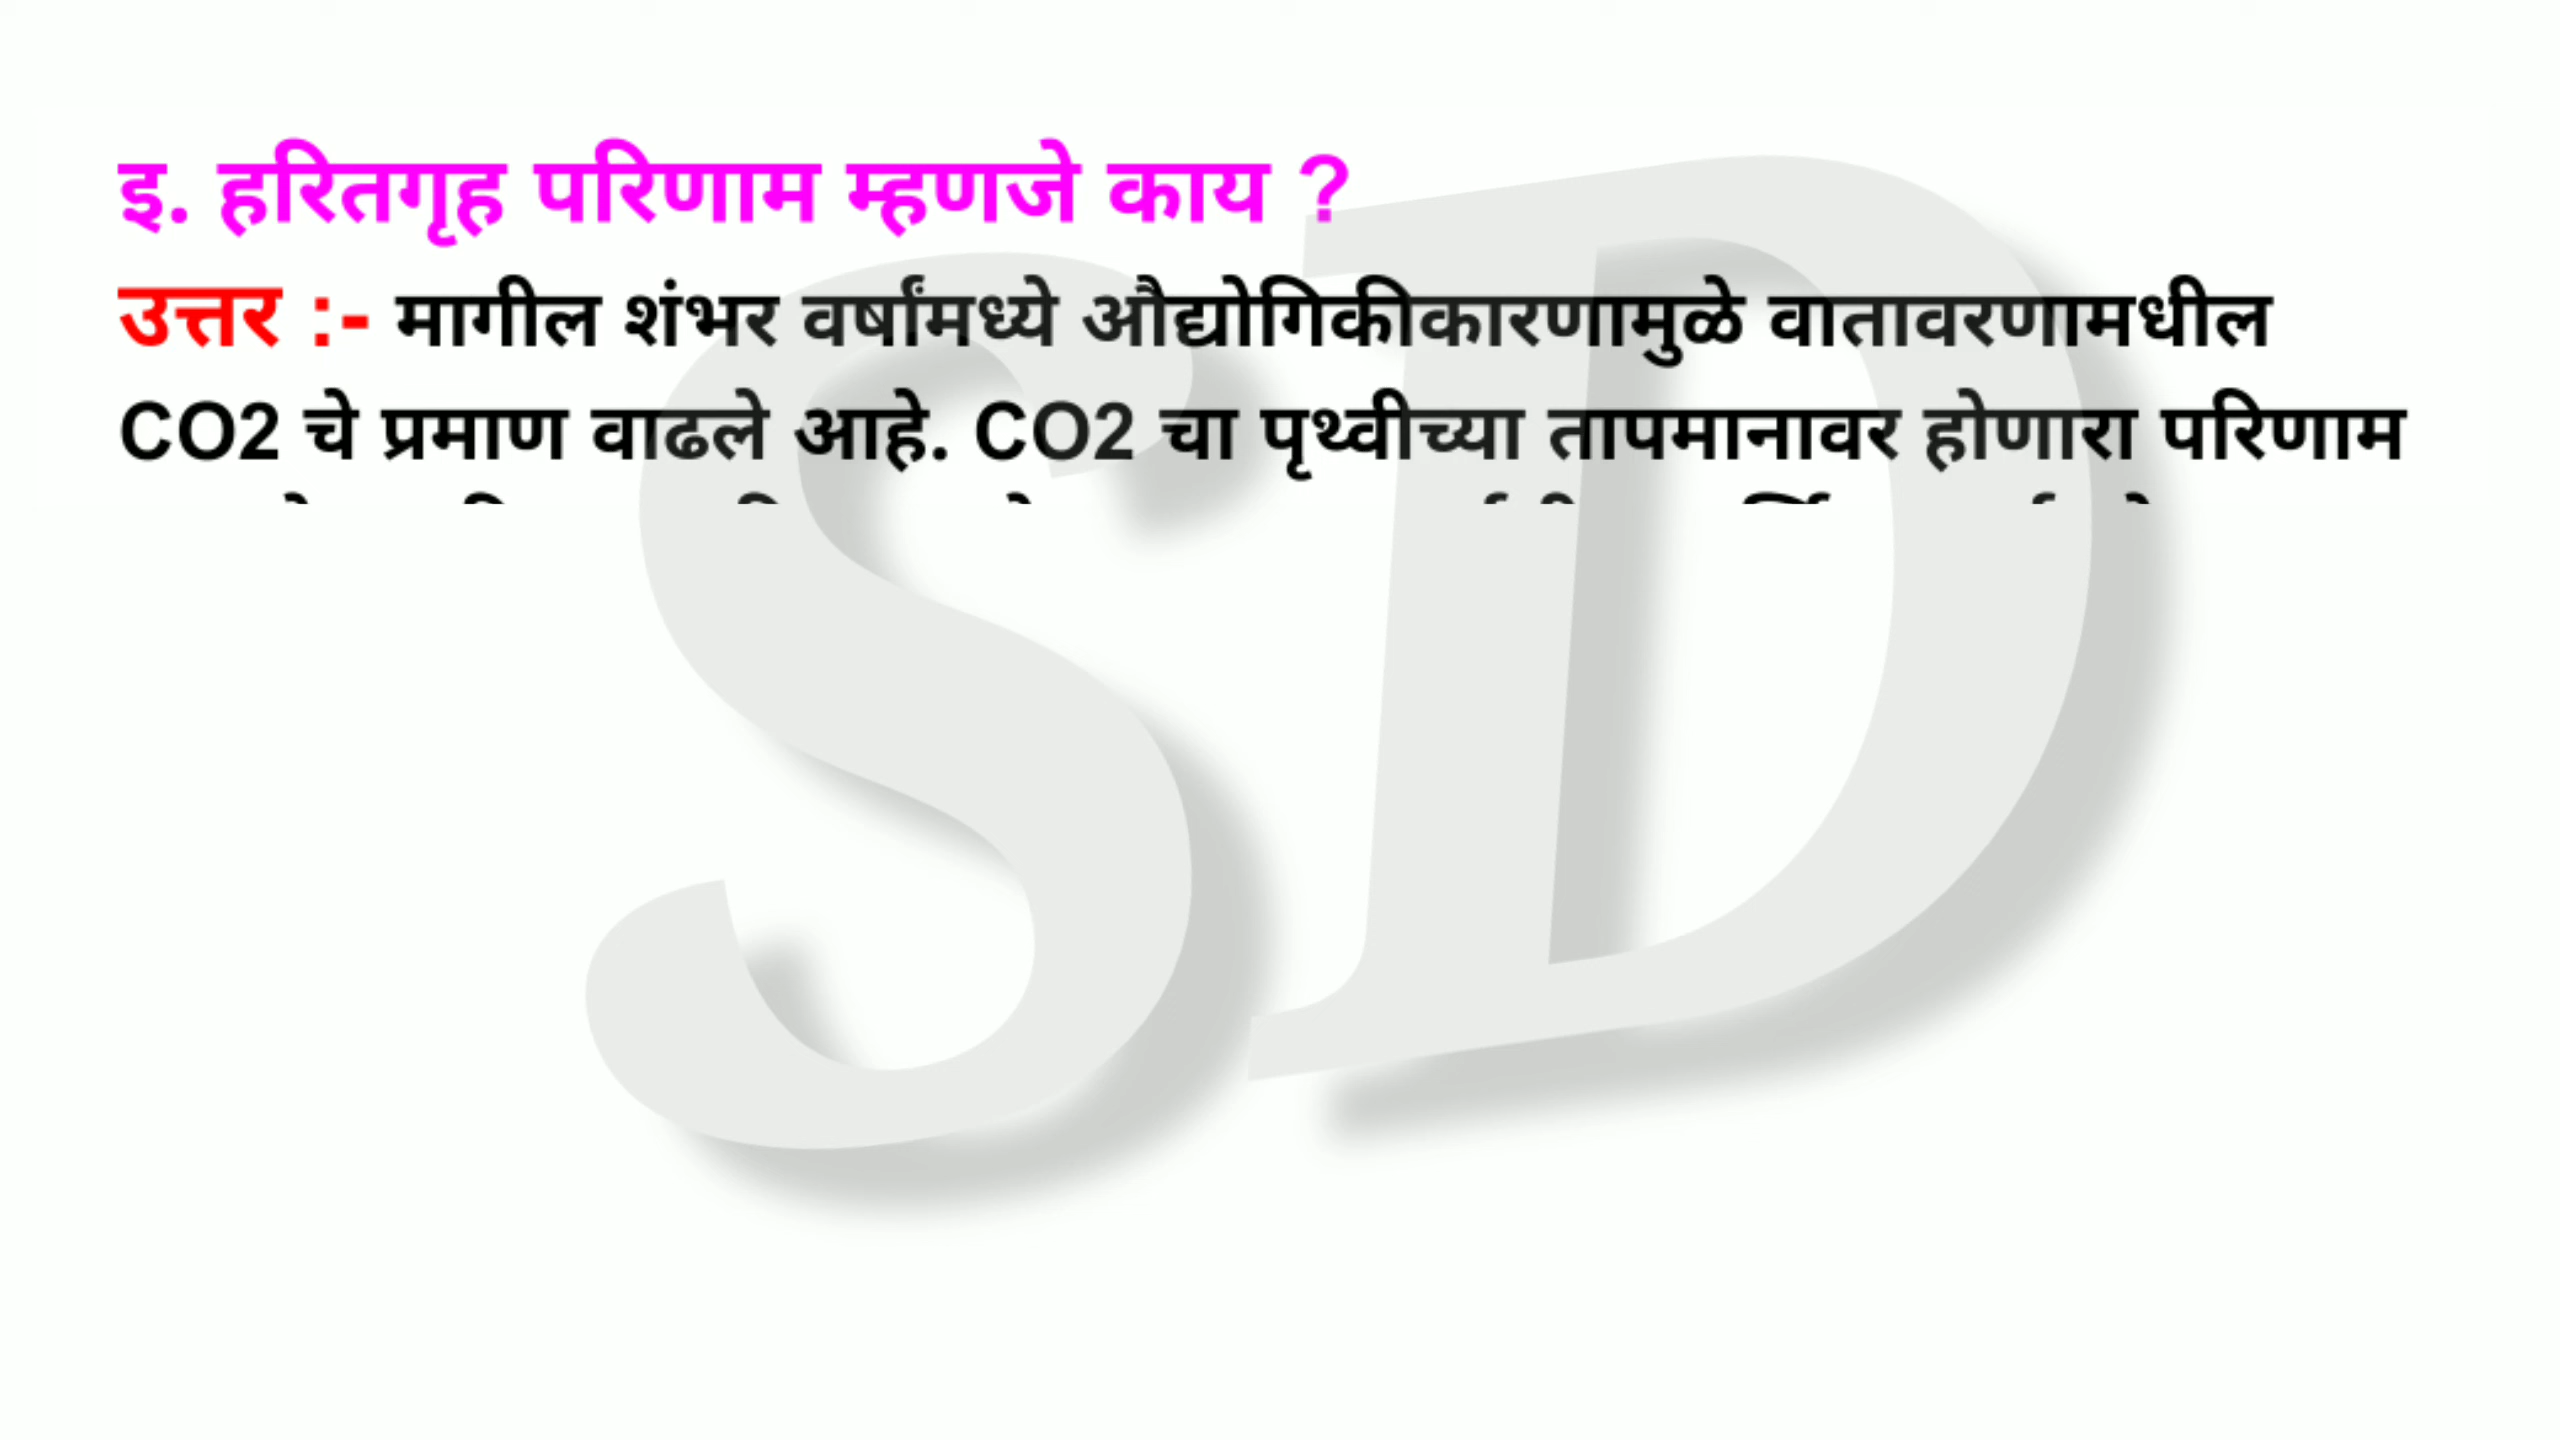 इ. हरितगृह परिणाम म्हणजे काय ?
उत्तर :- मागील शंभर वर्षांमध्ये औद्योगिकीकारणामुळे वातावरणामधील
CO2 चे प्रमाण वाढले आहे. CO2 चा पृथ्वीच्या तापमानावर होणारा परिणाम
SD